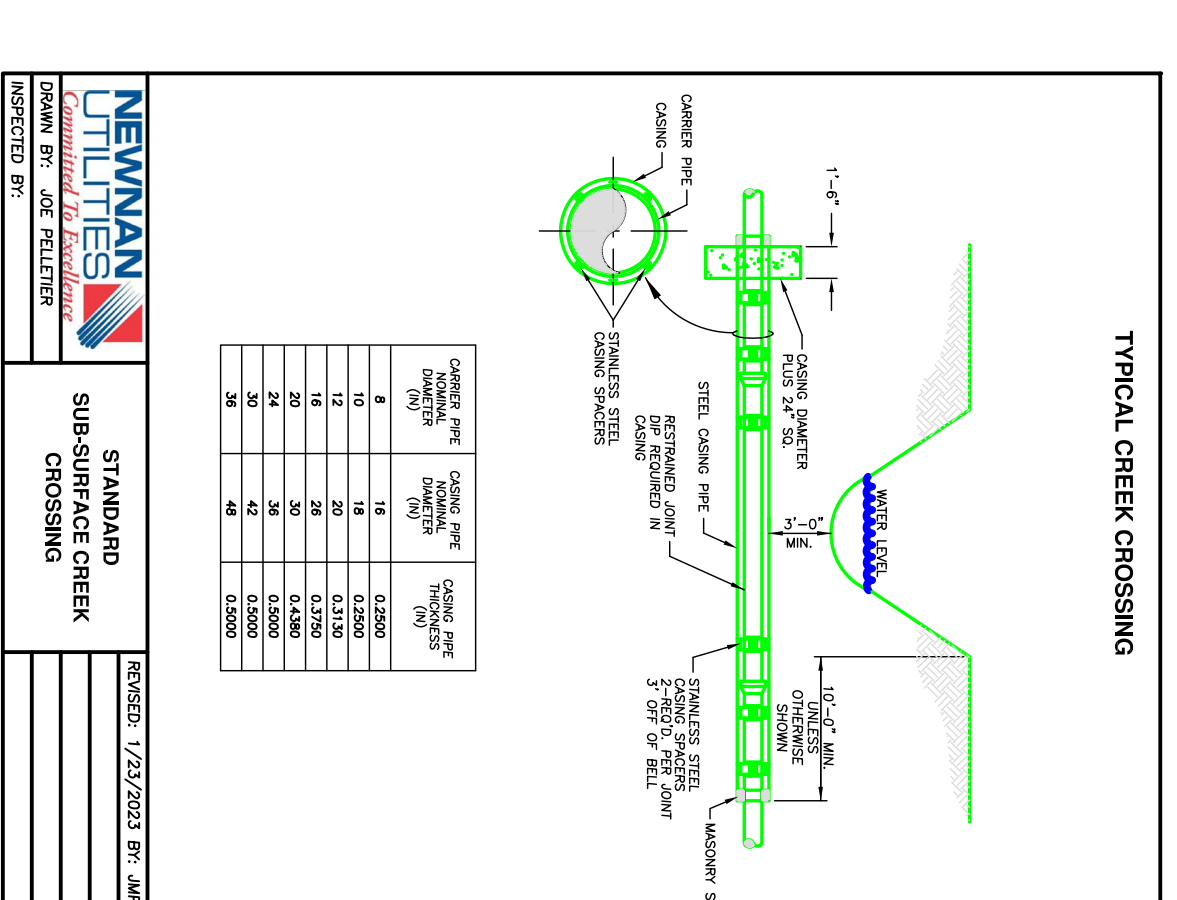 TYPICAL CREEK CROSSING
WATER LEVEL
1'-6"
3'-0"
MIN.
10'-0" MIN.
UNLESS
OTHERWISE
SHOWN
CASING DIAMETER
PLUS 24" SQ.
CARRIER PIPE
CASING
STAINLESS STEEL
CASING SPACERS
STEEL CASING PIPE
RESTRAINED JOINT
DIP REQUIRED IN
CASING
STAINLESS STEEL
CASING SPACERS
2-REQ'D. PER JOINT
3' OFF OF BELL
MASONRY S
CARRIER PIPE NOMINAL DIAMETER (IN) CASING PIPE NOMINAL DIAMETER (IN) CASING PIPE THICKNESS (IN)
8 16 0.2500
10 18 0.2500
12 20 0.3130
16 26 0.3750
20 30 0.4380
24 36 0.5000
30 42 0.5000
36 48 0.5000
NEWNAN
UTILITIES
Committed To Excellence
DRAWN BY: JOE PELLETIER
INSPECTED BY:
STANDARD
SUB-SURFACE CREEK
CROSSING
REVISED: 1/23/2023 BY: JMP